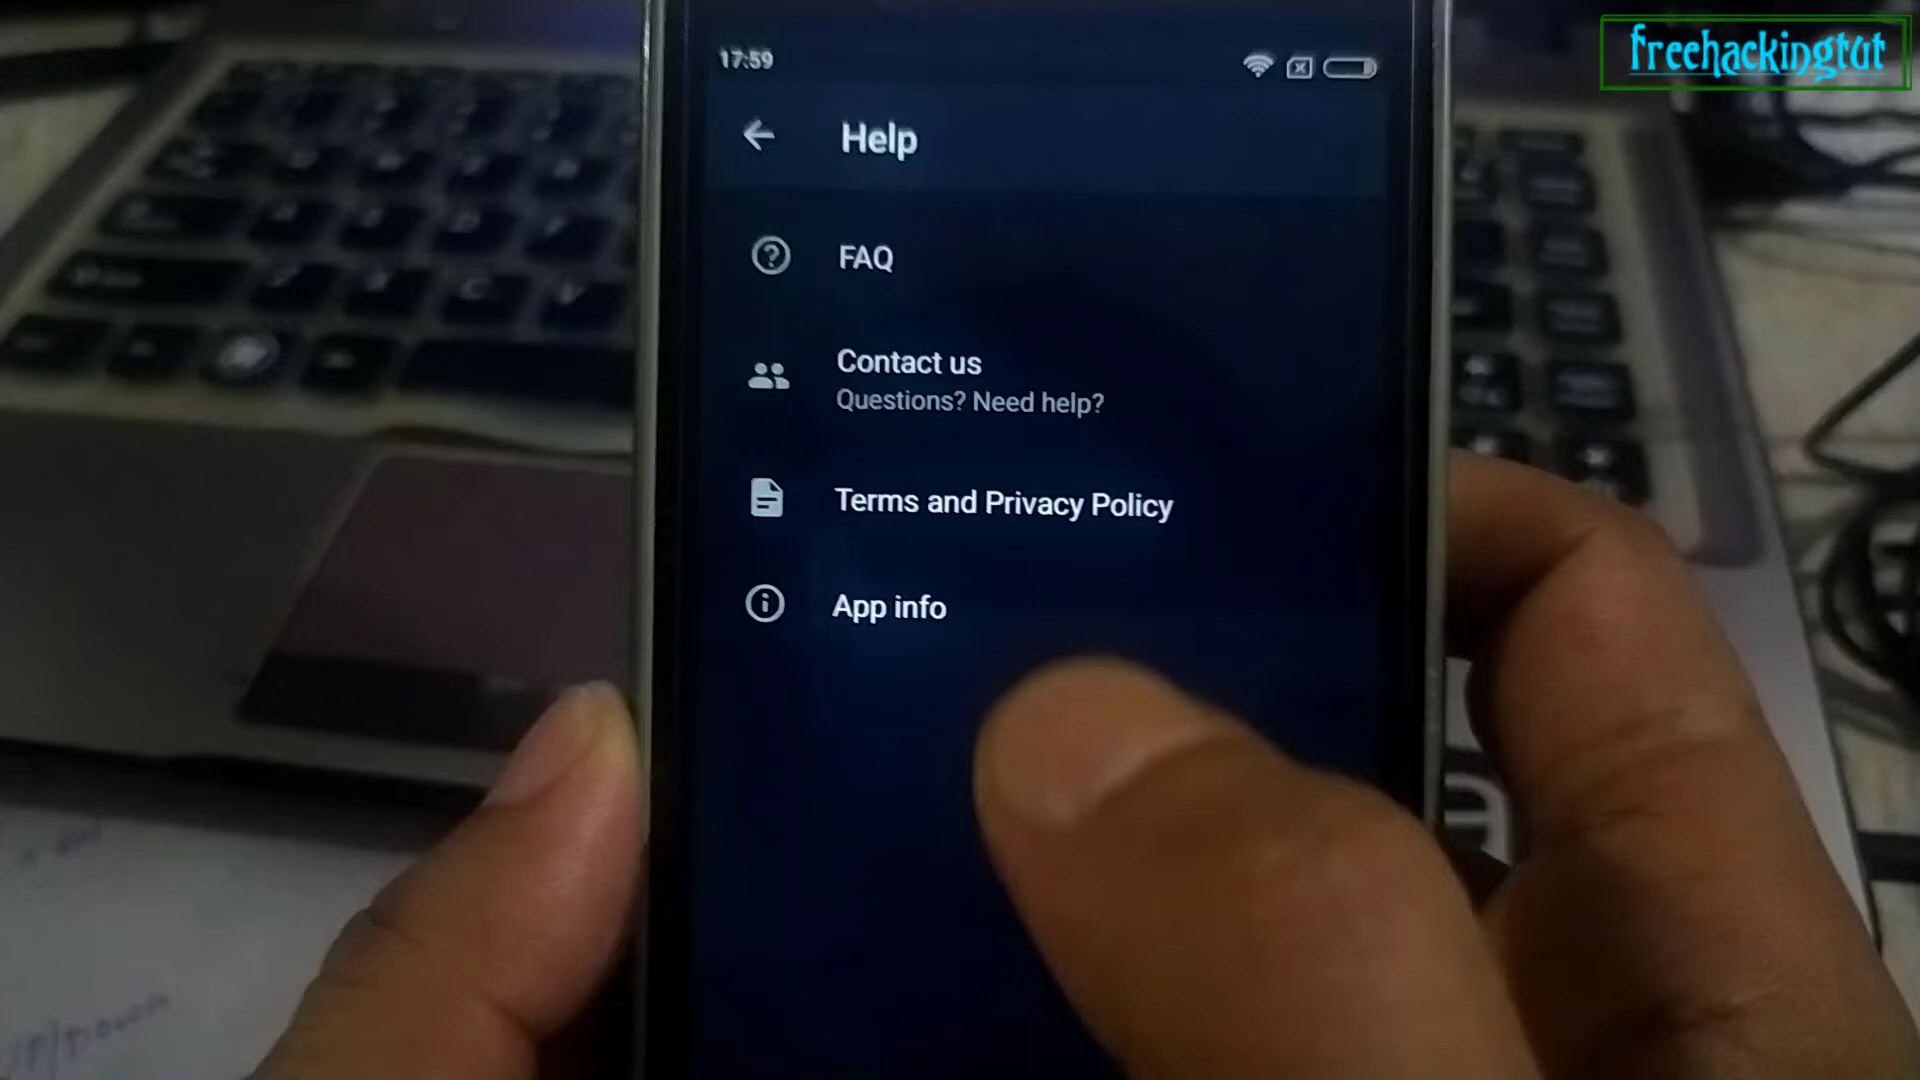 freehackingtut
17:59
Help
FAQ
Contact us
Questions? Need help?
Terms and Privacy Policy
App info